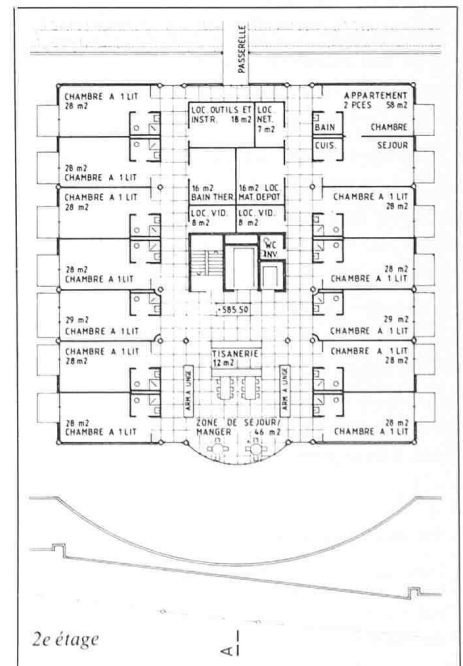 PASSERELLE
CHAMBRE A 1 LIT
28 m2
LOC. OUTILS ET
INSTR. 18 m2
LOC.
NET.
7 m2
APPARTEMENT
2 PCES 58 m2
BAIN
CHAMBRE
CUIS.
SEJOUR
28 m2
CHAMBRE A 1 LIT
16 m2
BAIN THER.
16 m2 LOC
MAT DEPOT
CHAMBRE A 1 LIT
28 m2
CHAMBRE A 1 LIT
28 m2
LOC. VID.
8 m2
LOC. VID.
8 m2
WC
INV
28 m2
CHAMBRE A 1 LIT
28 m2
CHAMBRE A 1 LIT
29 m2
CHAMBRE A 1 LIT
+585.50
29 m2
CHAMBRE A 1 LIT
CHAMBRE A 1 LIT
28 m2
TISANERIE
12 m2
CHAMBRE A 1 LIT
28 m2
ARM A LINGE
ARM A LINGE
28 m2
CHAMBRE A 1 LIT
ZONE DE SEJOUR/
MANGER 46 m2
28 m2
CHAMBRE A 1 LIT
2e étage
A